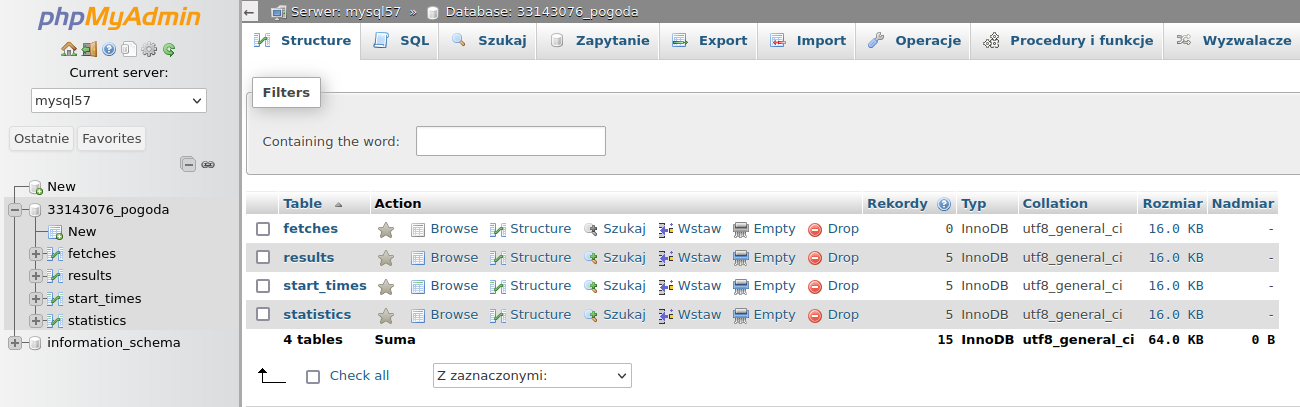 phpMyAdmin
Current server:
mysql57
Ostatnie Favorites
New
33143076_pogoda
New
fetches
results
start_times
statistics
information_schema
← Serwer: mysql57 » Database: 33143076_pogoda
Structure SQL Szukaj Zapytanie Export Import Operacje Procedury i funkcje Wyzwalacze
Filters
Containing the word:
Table Action Rekordy Typ Collation Rozmiar Nadmiar
fetches Browse Structure Szukaj Wstaw Empty Drop 0 InnoDB utf8_general_ci 16.0 KB -
results Browse Structure Szukaj Wstaw Empty Drop 5 InnoDB utf8_general_ci 16.0 KB -
start_times Browse Structure Szukaj Wstaw Empty Drop 5 InnoDB utf8_general_ci 16.0 KB -
statistics Browse Structure Szukaj Wstaw Empty Drop 5 InnoDB utf8_general_ci 16.0 KB -
4 tables Suma 15 InnoDB utf8_general_ci 64.0 KB 0 B
Check all Z zaznaczonymi: